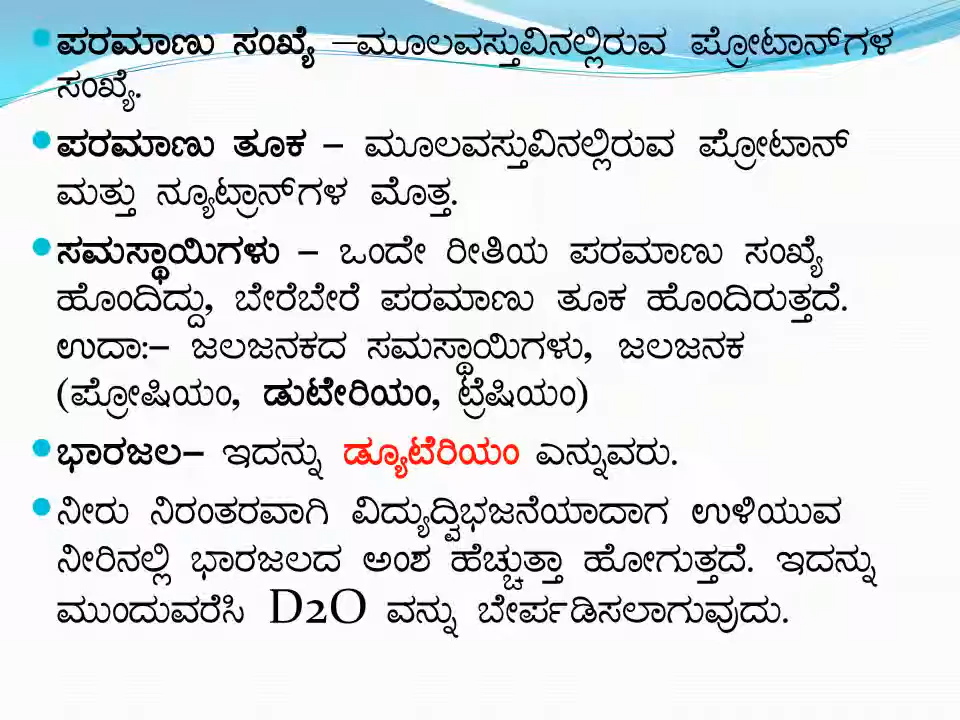 ಪರಮಾಣು ಸಂಖ್ಯೆ –ಮೂಲವಸ್ತುವಿನಲ್ಲಿರುವ ಪ್ರೋಟಾನ್‌ಗಳ
ಸಂಖ್ಯೆ.
ಪರಮಾಣು ತೂಕ – ಮೂಲವಸ್ತುವಿನಲ್ಲಿರುವ ಪ್ರೋಟಾನ್
ಮತ್ತು ನ್ಯೂಟ್ರಾನ್‌ಗಳ ಮೊತ್ತ.
ಸಮಸ್ಥಾಯಿಗಳು – ಒಂದೇ ರೀತಿಯ ಪರಮಾಣು ಸಂಖ್ಯೆ
ಹೊಂದಿದ್ದು, ಬೇರೆಬೇರೆ ಪರಮಾಣು ತೂಕ ಹೊಂದಿರುತ್ತದೆ.
ಉದಾ:– ಜಲಜನಕದ ಸಮಸ್ಥಾಯಿಗಳು, ಜಲಜನಕ
(ಪ್ರೋಷಿಯಂ, ಡುಟೇರಿಯಂ, ಟ್ರೆಷಿಯಂ)
ಭಾರಜಲ– ಇದನ್ನು ಡ್ಯೂಟೆರಿಯಂ ಎನ್ನುವರು.
ನೀರು ನಿರಂತರವಾಗಿ ವಿದ್ಯುದ್ವಿಭಜನೆಯಾದಾಗ ಉಳಿಯುವ
ನೀರಿನಲ್ಲಿ ಭಾರಜಲದ ಅಂಶ ಹೆಚ್ಚುತ್ತಾ ಹೋಗುತ್ತದೆ. ಇದನ್ನು
ಮುಂದುವರೆಸಿ D2O ವನ್ನು ಬೇರ್ಪಡಿಸಲಾಗುವುದು.